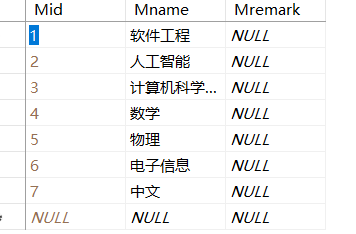 Mid Mname Mremark
1 软件工程 NULL
2 人工智能 NULL
3 计算机科学... NULL
4 数学 NULL
5 物理 NULL
6 电子信息 NULL
7 中文 NULL
NULL NULL NULL